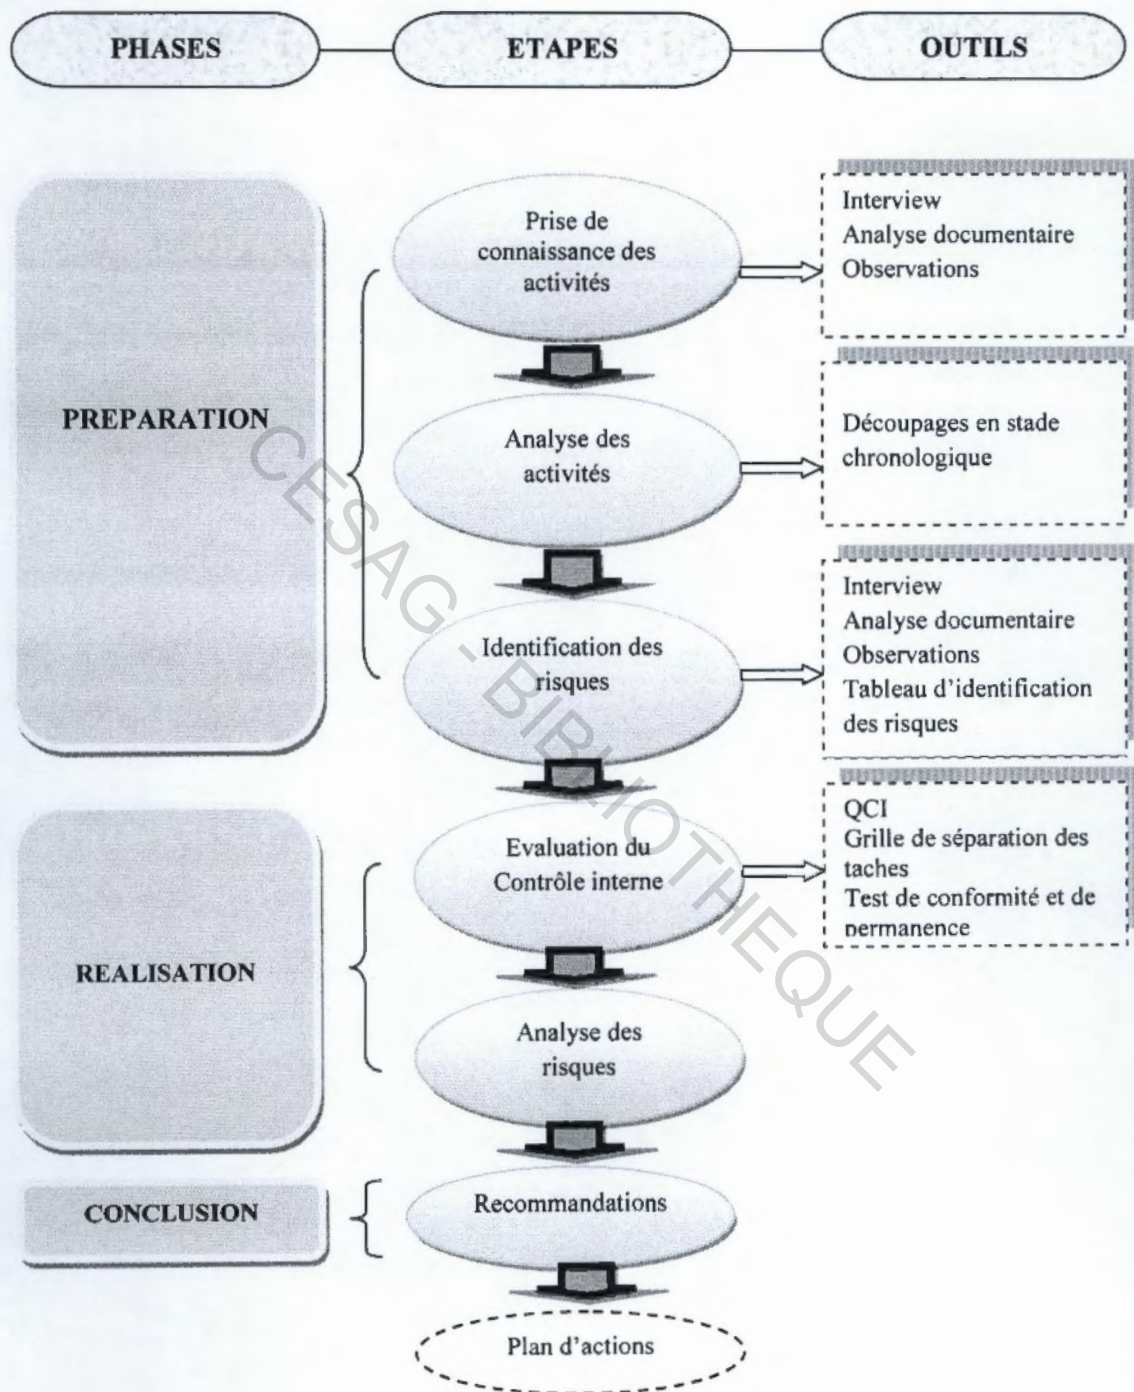 PHASES
ETAPES
OUTILS
PREPARATION
Prise de
connaissance des
activités
Interview
Analyse documentaire
Observations
Analyse des
activités
Découpages en stade
chronologique
Identification des
risques
Interview
Analyse documentaire
Observations
Tableau d'identification
des risques
REALISATION
Evaluation du
Contrôle interne
QCI
Grille de séparation des
taches
Test de conformité et de
permanence
Analyse des
risques
CONCLUSION
Recommandations
Plan d'actions
CESAG - BIBLIOTHEQUE